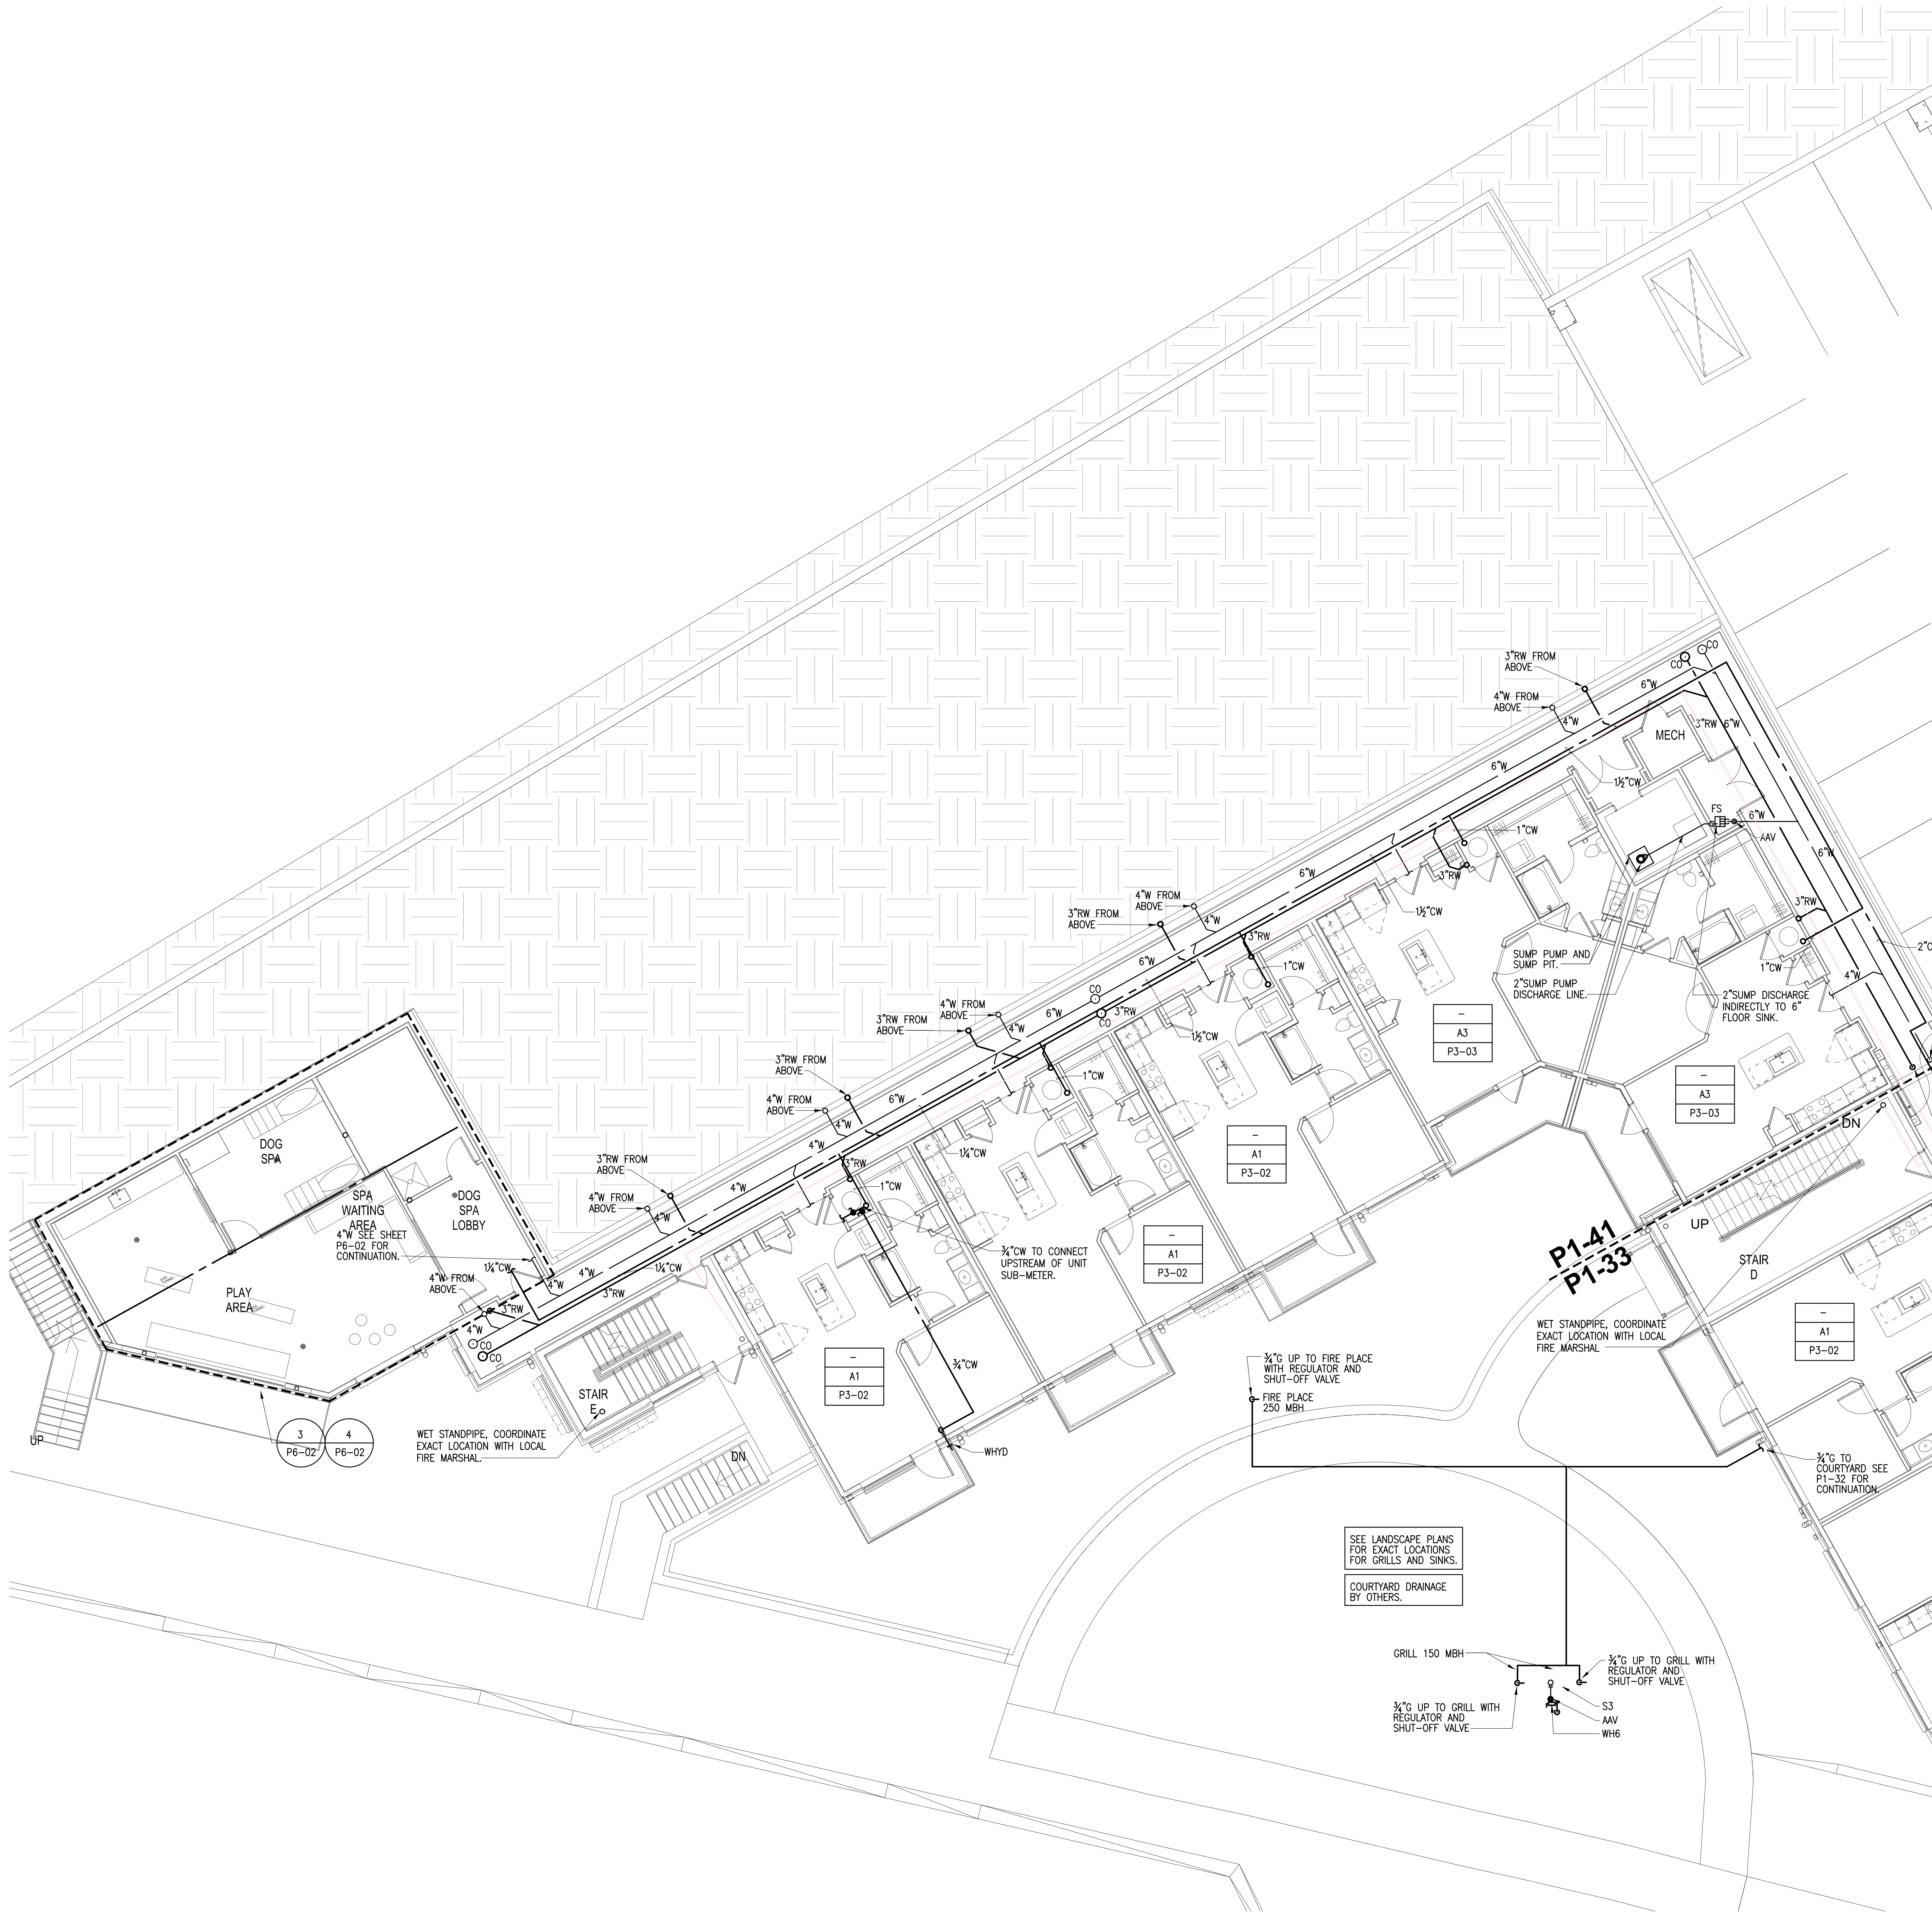 3"RW FROM
ABOVE
4"W FROM
ABOVE
4"W
6"W
CO
CO
3"RW
6"W
MECH
6"W
1½"CW
FS
6"W
AAV
6"W
1"CW
3"RW
6"W
1½"CW
3"RW
1"CW
4"W
2"C
SUMP PUMP AND
SUMP PIT.
2"SUMP PUMP
DISCHARGE LINE.
2"SUMP DISCHARGE
INDIRECTLY TO 6"
FLOOR SINK.
4"W FROM
ABOVE
3"RW FROM
ABOVE
4"W
6"W
3"RW
1"CW
–
A3
P3-03
–
A3
P3-03
CO
CO
3"RW
6"W
1½"CW
4"W FROM
ABOVE
3"RW FROM
ABOVE
4"W
1"CW
3"RW FROM
ABOVE
4"W FROM
ABOVE
6"W
4"W
4"W
1¼"CW
3"RW
1"CW
–
A1
P3-02
3"RW FROM
ABOVE
4"W FROM
ABOVE
4"W
4"W
–
A1
P3-02
¾"CW TO CONNECT
UPSTREAM OF UNIT
SUB-METER.
DOG
SPA
SPA
WAITING
AREA
DOG
SPA
LOBBY
4"W SEE SHEET
P6-02 FOR
CONTINUATION.
1¼"CW
4"W
4"W
1¼"CW
3"RW
4"W FROM
ABOVE
3"RW
4"W
CO
CO
PLAY
AREA
UP
3
P6-02
4
P6-02
WET STANDPIPE, COORDINATE
EXACT LOCATION WITH LOCAL
FIRE MARSHAL.
STAIR
E
DN
–
A1
P3-02
¾"CW
WHYD
P1-41
P1-33
DN
UP
STAIR
D
WET STANDPIPE, COORDINATE
EXACT LOCATION WITH LOCAL
FIRE MARSHAL
–
A1
P3-02
¾"G UP TO FIRE PLACE
WITH REGULATOR AND
SHUT-OFF VALVE
FIRE PLACE
250 MBH
¾"G TO
COURTYARD SEE
P1-32 FOR
CONTINUATION.
SEE LANDSCAPE PLANS
FOR EXACT LOCATIONS
FOR GRILLS AND SINKS.
COURTYARD DRAINAGE
BY OTHERS.
GRILL 150 MBH
¾"G UP TO GRILL WITH
REGULATOR AND
SHUT-OFF VALVE
¾"G UP TO GRILL WITH
REGULATOR AND
SHUT-OFF VALVE
S3
AAV
WH6